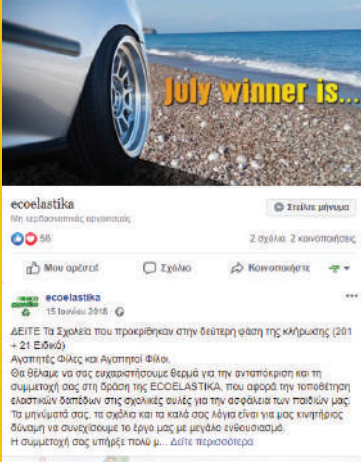 July winner is...
ecoelastika
Μη κερδοσκοπικός οργανισμός
Στείλτε μήνυμα
58
2 σχόλια 2 κοινοποιήσεις
Μου αρέσει!
Σχόλιο
Κοινοποιήστε
ecoelastika
15 Ιουνίου 2018
ΔΕΙΤΕ Τα Σχολεία που προκρίθηκαν στην δεύτερη φάση της κλήρωσης (201
+ 21 Ειδικά)
Αγαπητές Φίλες και Αγαπητοί Φίλοι,
Θα θέλαμε να σας ευχαριστήσουμε θερμά για την ανταπόκριση και τη
συμμετοχή σας στη δράση της ECOELASTIKA, που αφορά την τοποθέτηση
ελαστικών δαπέδων στις σχολικές αυλές για την ασφάλεια των παιδιών μας.
Τα μηνύματά σας, τα σχόλια και τα καλά σας λόγια είναι για μας κινητήριος
δύναμη να συνεχίσουμε το έργο μας με μεγάλο ενθουσιασμό.
Η συμμετοχή σας υπήρξε πολύ μ... Δείτε περισσότερα